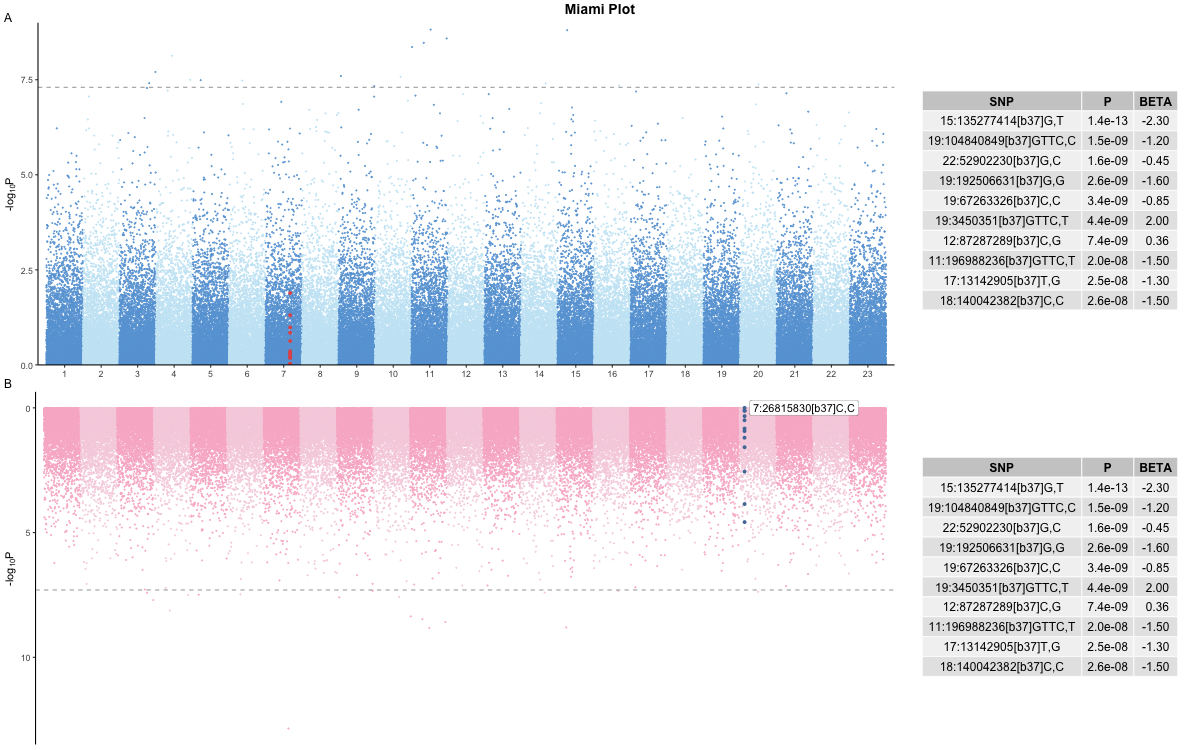 Miami Plot
A
-log10P
7.5
5.0
2.5
0.0
1 2 3 4 5 6 7 8 9 10 11 12 13 14 15 16 17 18 19 20 21 22 23
SNP P BETA
15:135277414[b37]G,T 1.4e-13 -2.30
19:104840849[b37]GTTC,C 1.5e-09 -1.20
22:52902230[b37]G,C 1.6e-09 -0.45
19:192506631[b37]G,G 2.6e-09 -1.60
19:67263326[b37]C,C 3.4e-09 -0.85
19:3450351[b37]GTTC,T 4.4e-09 2.00
12:87287289[b37]C,G 7.4e-09 0.36
11:196988236[b37]GTTC,T 2.0e-08 -1.50
17:13142905[b37]T,G 2.5e-08 -1.30
18:140042382[b37]C,C 2.6e-08 -1.50
B
-log10P
0
5
10
7:26815830[b37]C,C
SNP P BETA
15:135277414[b37]G,T 1.4e-13 -2.30
19:104840849[b37]GTTC,C 1.5e-09 -1.20
22:52902230[b37]G,C 1.6e-09 -0.45
19:192506631[b37]G,G 2.6e-09 -1.60
19:67263326[b37]C,C 3.4e-09 -0.85
19:3450351[b37]GTTC,T 4.4e-09 2.00
12:87287289[b37]C,G 7.4e-09 0.36
11:196988236[b37]GTTC,T 2.0e-08 -1.50
17:13142905[b37]T,G 2.5e-08 -1.30
18:140042382[b37]C,C 2.6e-08 -1.50